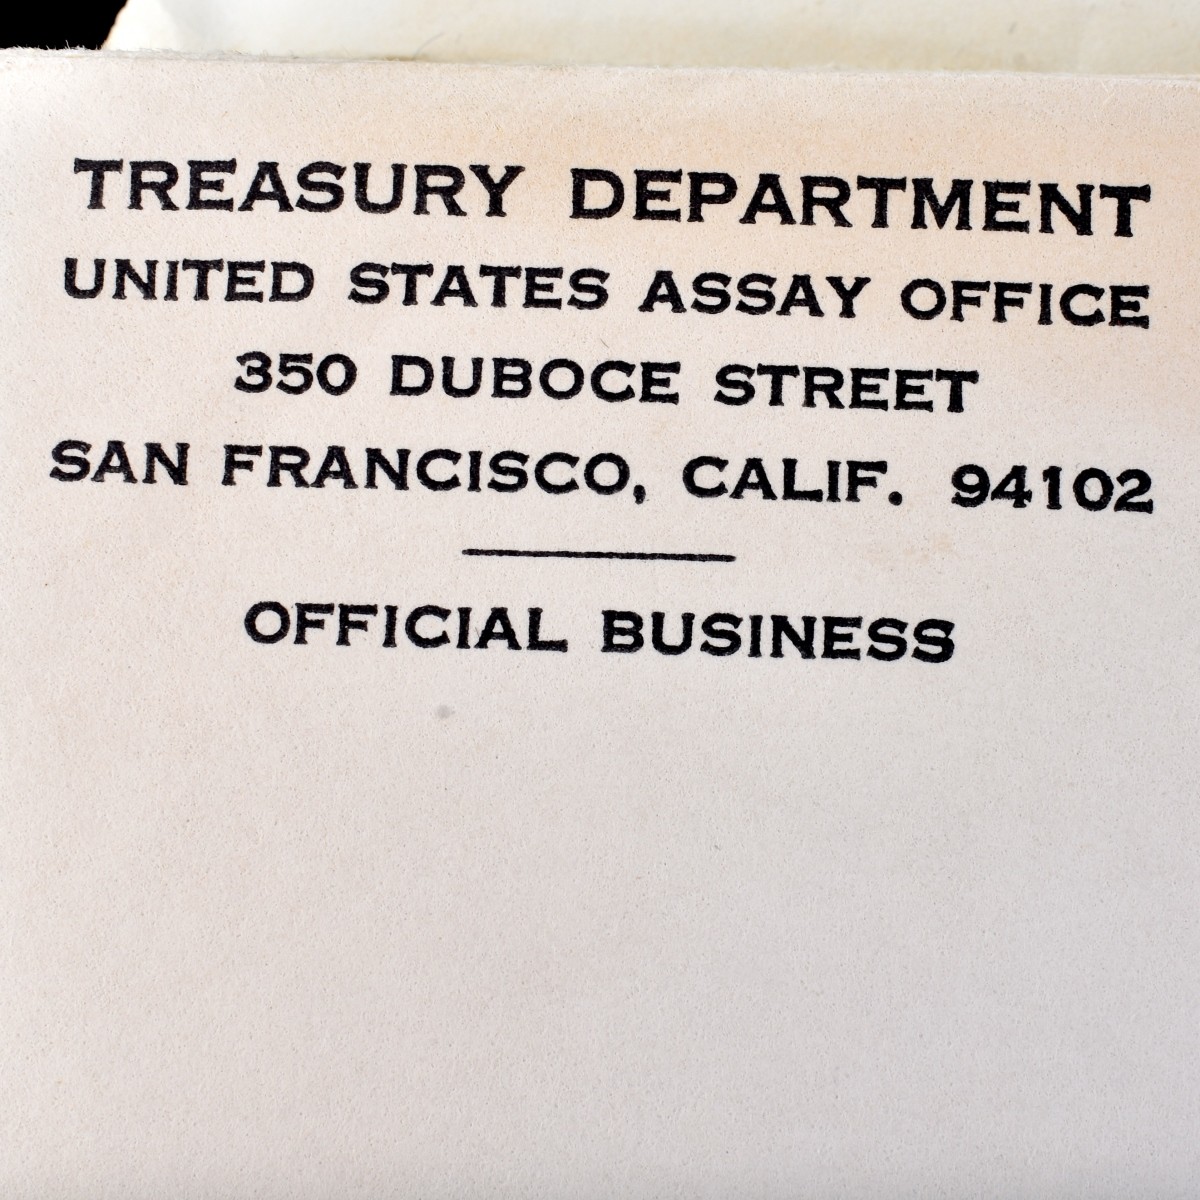 TREASURY DEPARTMENT
UNITED STATES ASSAY OFFICE
350 DUBOCE STREET
SAN FRANCISCO, CALIF. 94102
OFFICIAL BUSINESS